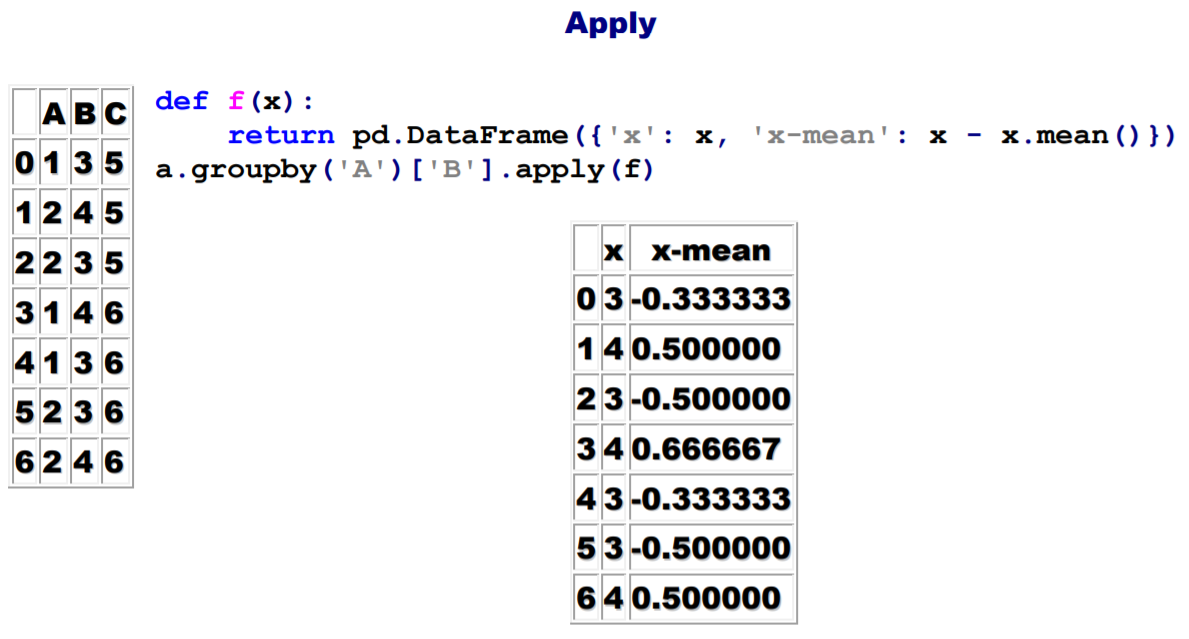 Apply
A B C
0 1 3 5
1 2 4 5
2 2 3 5
3 1 4 6
4 1 3 6
5 2 3 6
6 2 4 6
def f(x):
    return pd.DataFrame({'x': x, 'x-mean': x - x.mean()})
a.groupby('A')['B'].apply(f)
x x-mean
0 3 -0.333333
1 4 0.500000
2 3 -0.500000
3 4 0.666667
4 3 -0.333333
5 3 -0.500000
6 4 0.500000